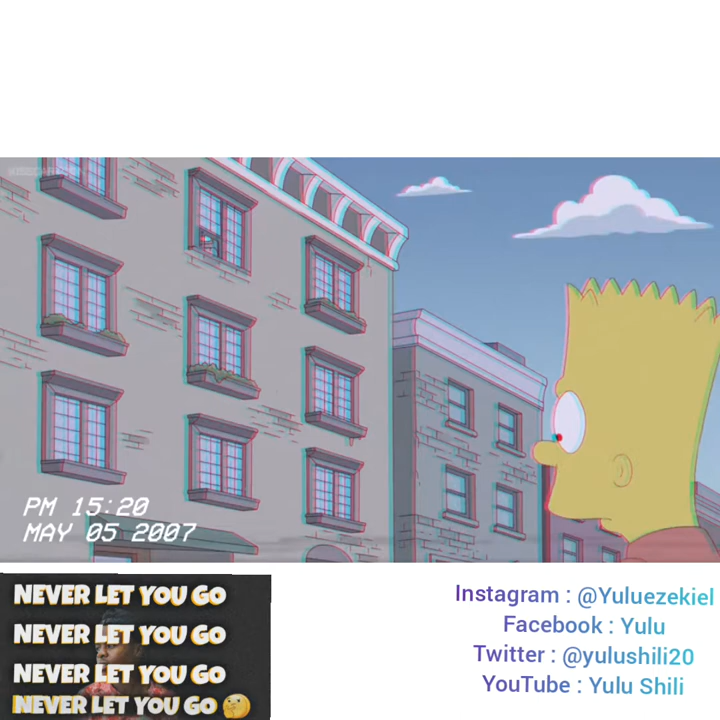 PM 15:20
MAY 05 2007
NEVER LET YOU GO
NEVER LET YOU GO
NEVER LET YOU GO
NEVER LET YOU GO 🤔
Instagram : @Yuluezekiel
Facebook : Yulu
Twitter : @yulushili20
YouTube : Yulu Shili